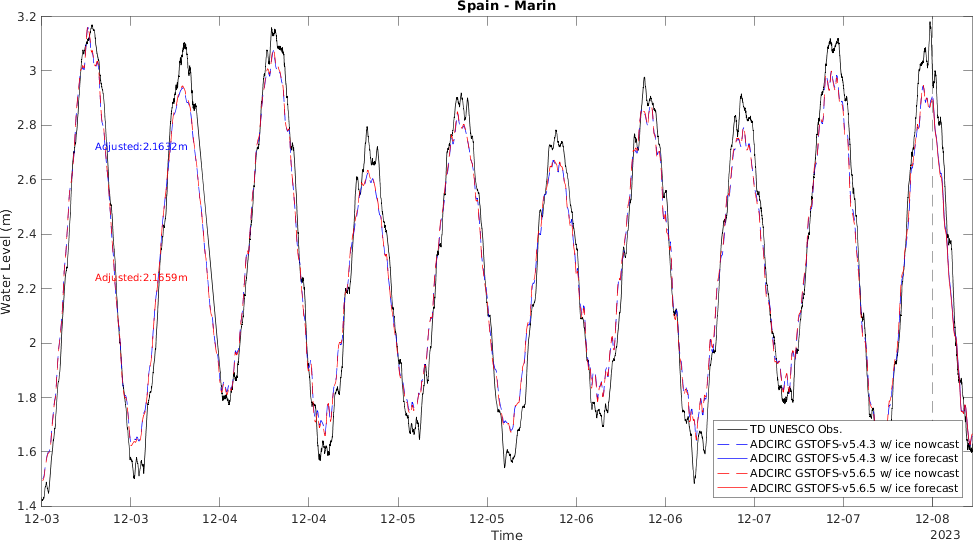 Spain - Marin
Water Level (m)
3.2
3
2.8
2.6
2.4
2.2
2
1.8
1.6
1.4
Adjusted:2.1632m
Adjusted:2.1659m
TD UNESCO Obs.
ADCIRC GSTOFS-v5.4.3 w/ ice nowcast
ADCIRC GSTOFS-v5.4.3 w/ ice forecast
ADCIRC GSTOFS-v5.6.5 w/ ice nowcast
ADCIRC GSTOFS-v5.6.5 w/ ice forecast
12-03 12-03 12-04 12-04 12-05 12-05 12-06 12-06 12-07 12-07 12-08
2023
Time